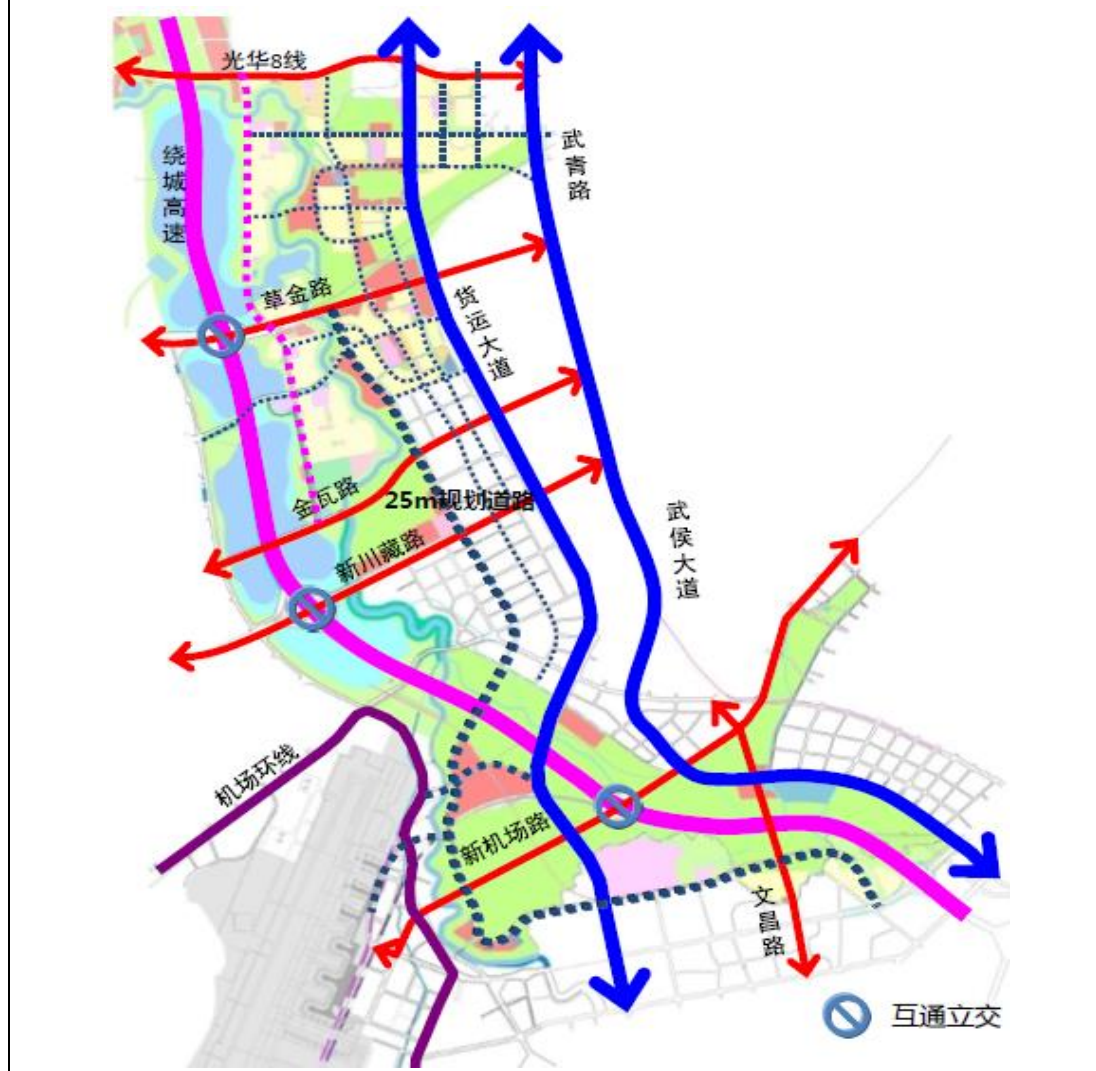 光华8线
武青路
绕城高速
草金路
货运大道
金瓦路
25m规划道路
武侯大道
新川藏路
机场环线
新机场路
文昌路
互通立交